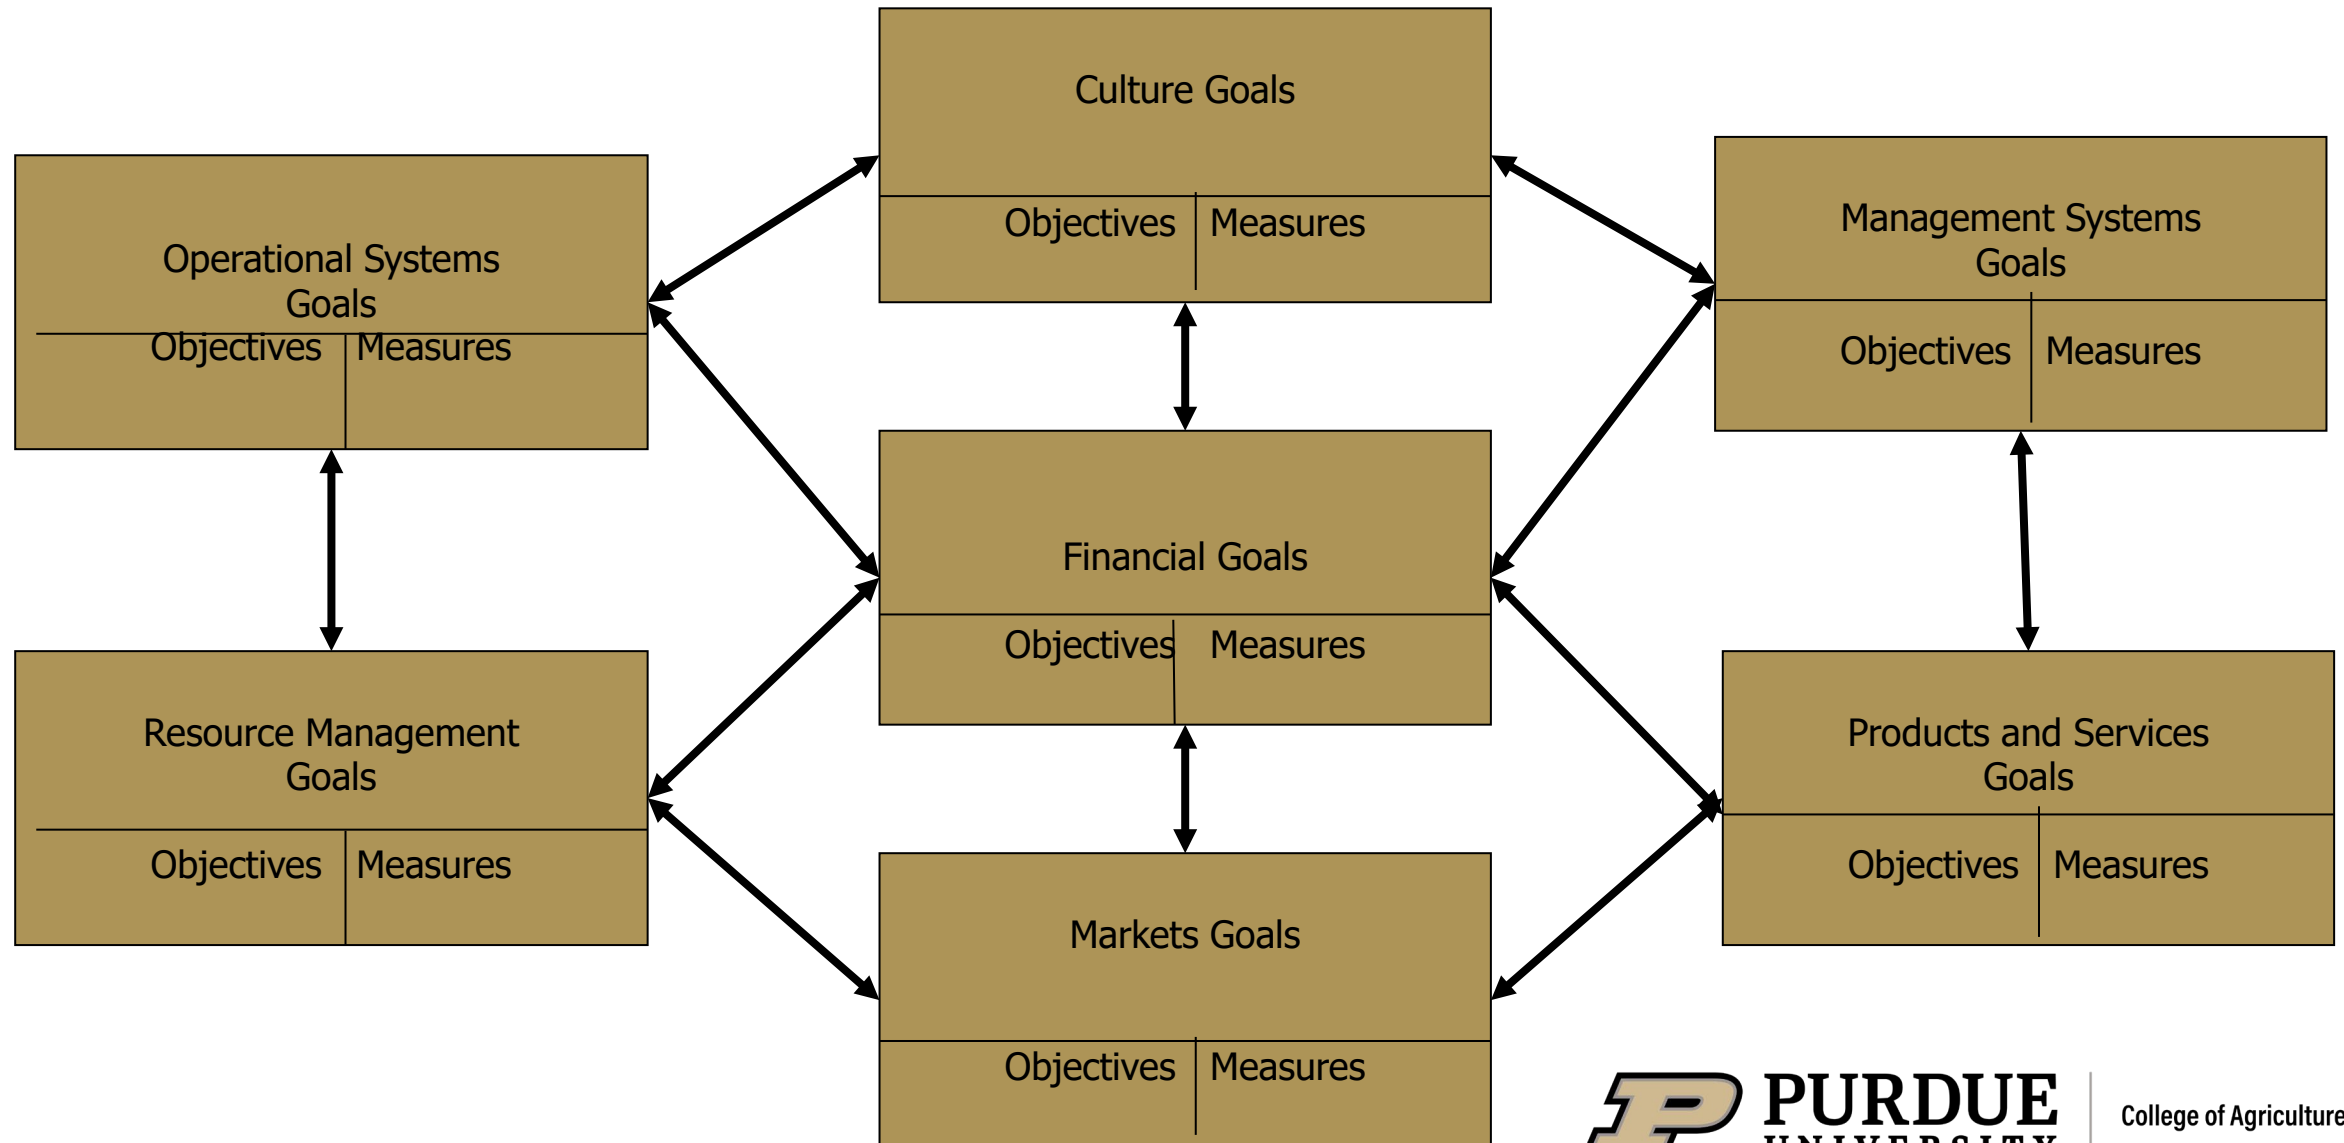 Culture Goals
Objectives Measures
Operational Systems
Goals
Objectives Measures
Management Systems
Goals
Objectives Measures
Financial Goals
Objectives Measures
Resource Management
Goals
Objectives Measures
Products and Services
Goals
Objectives Measures
Markets Goals
Objectives Measures
P
PURDUE
UNIVERSITY
College of Agriculture